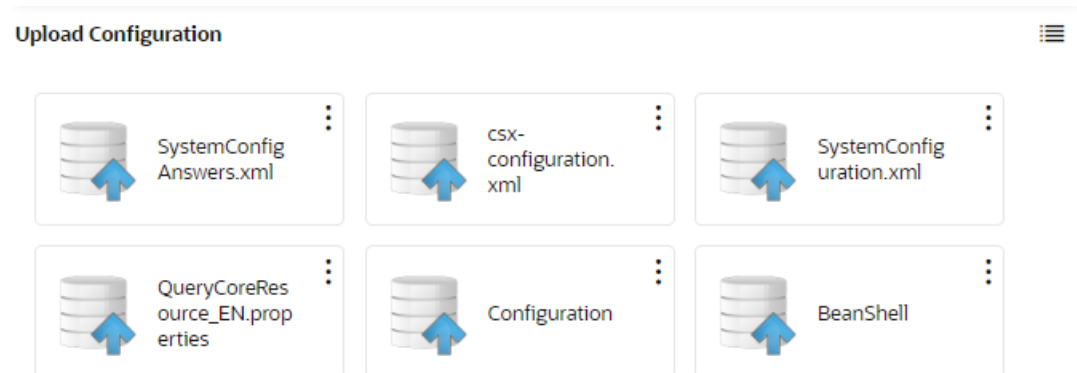 Upload Configuration
SystemConfig
Answers.xml
csx-
configuration.
xml
SystemConfig
uration.xml
QueryCoreRes
ource_EN.prop
erties
Configuration
BeanShell